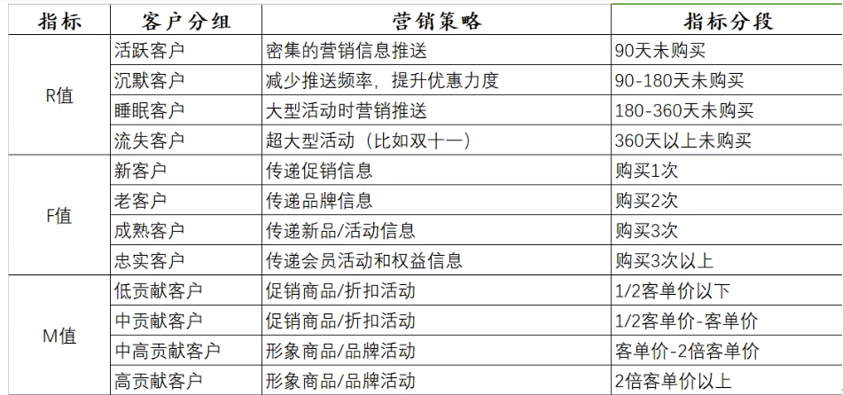 指标 客户分组 营销策略 指标分段
R值
活跃客户 密集的营销信息推送 90天未购买
沉默客户 减少推送频率，提升优惠力度 90-180天未购买
睡眠客户 大型活动时营销推送 180-360天未购买
流失客户 超大型活动（比如双十一） 360天以上未购买
F值
新客户 传递促销信息 购买1次
老客户 传递品牌信息 购买2次
成熟客户 传递新品/活动信息 购买3次
忠实客户 传递会员活动和权益信息 购买3次以上
M值
低贡献客户 促销商品/折扣活动 1/2客单价以下
中贡献客户 促销商品/折扣活动 1/2客单价-客单价
中高贡献客户 形象商品/品牌活动 客单价-2倍客单价
高贡献客户 形象商品/品牌活动 2倍客单价以上